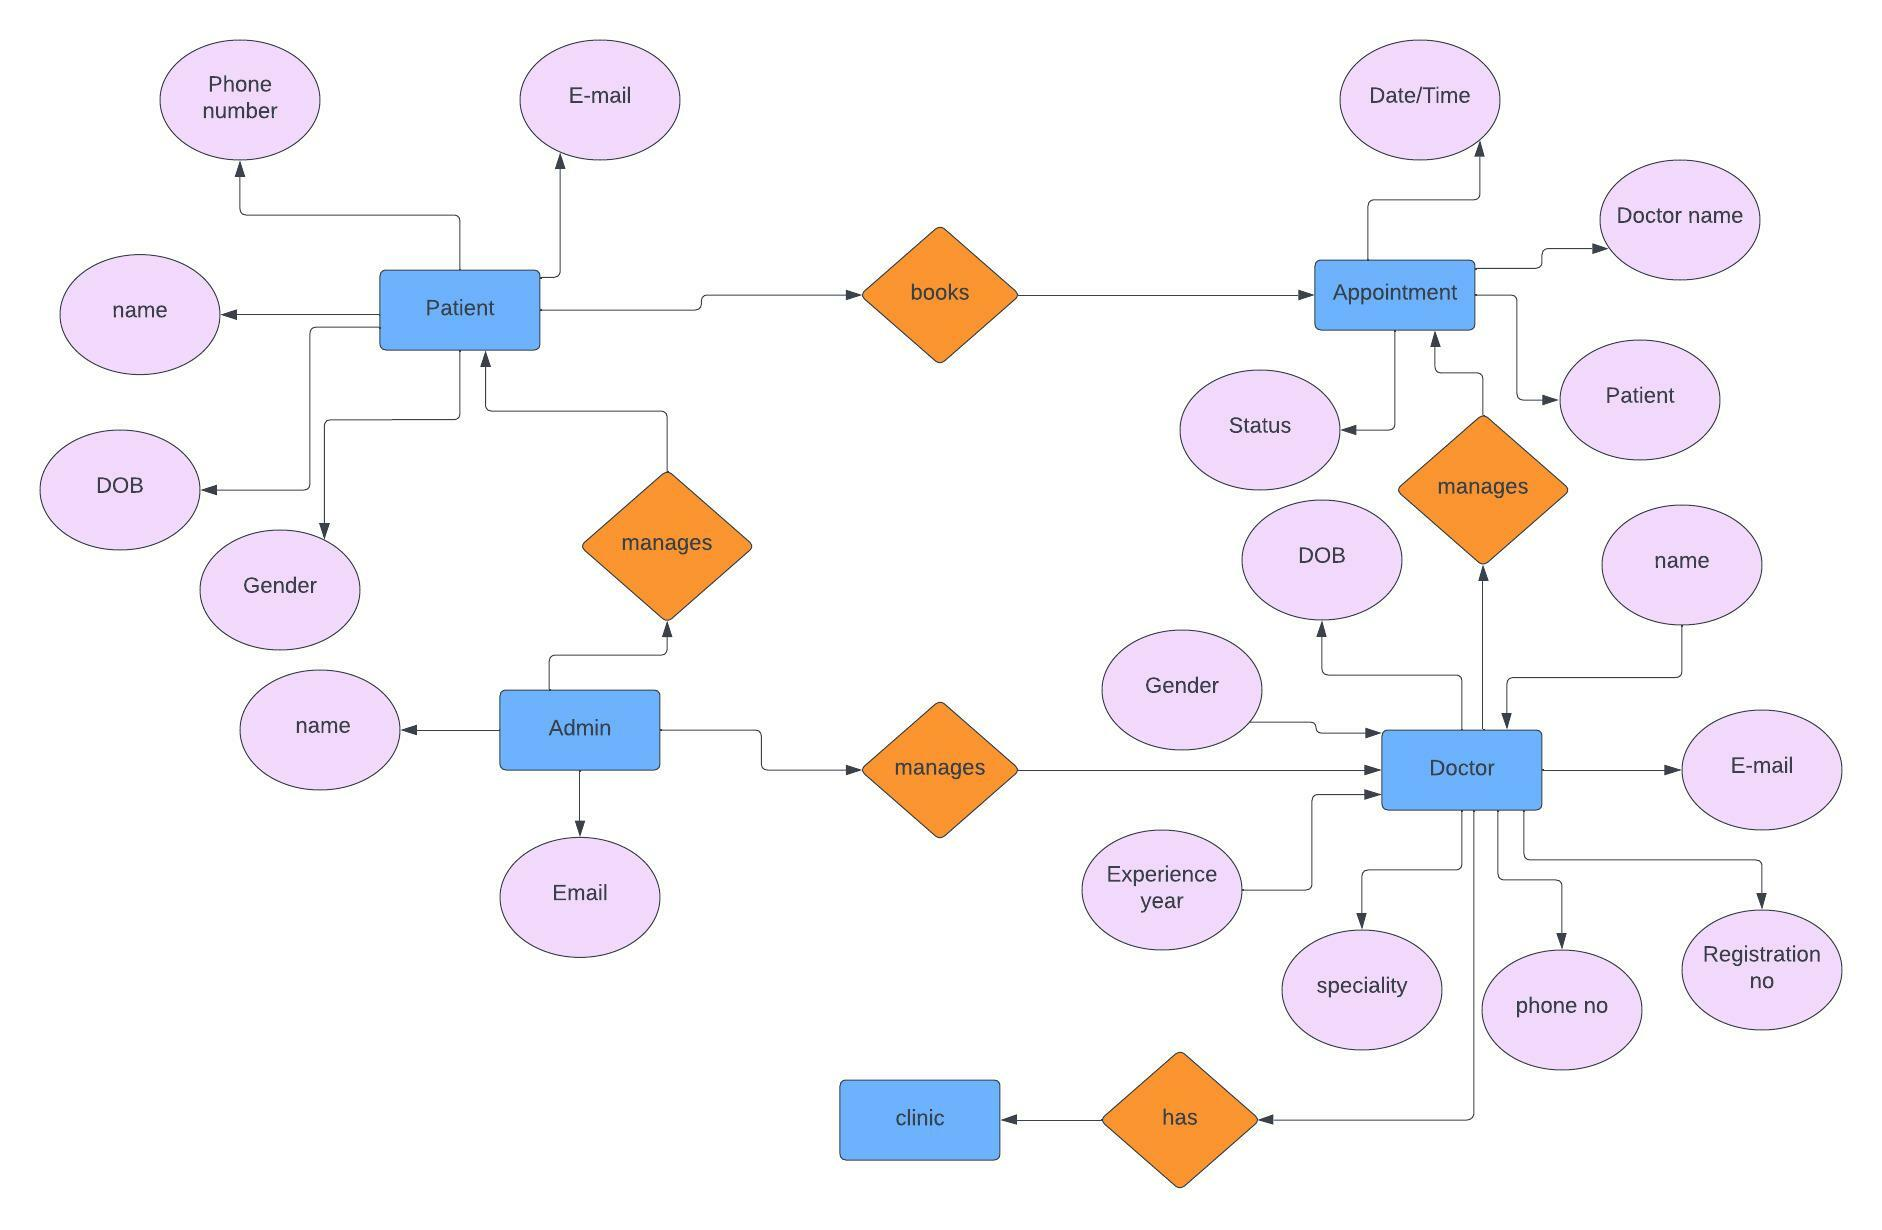 Phone
number
E-mail
Date/Time
Doctor name
name
Patient
books
Appointment
Status
Patient
DOB
manages
manages
Gender
DOB
name
Gender
name
Admin
manages
Doctor
E-mail
Email
Experience
year
speciality
phone no
Registration
no
clinic
has